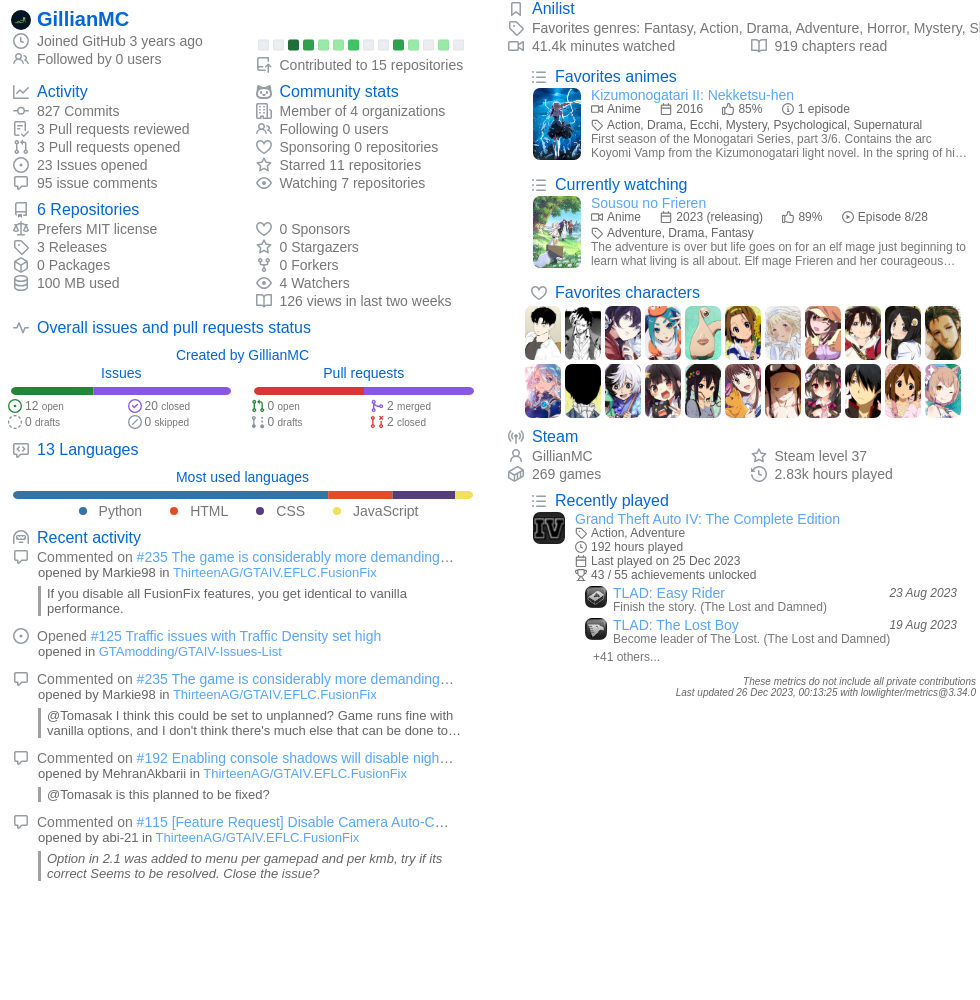 GillianMC
Joined GitHub 3 years ago
Followed by 0 users
Contributed to 15 repositories
Activity
827 Commits
3 Pull requests reviewed
3 Pull requests opened
23 Issues opened
95 issue comments
Community stats
Member of 4 organizations
Following 0 users
Sponsoring 0 repositories
Starred 11 repositories
Watching 7 repositories
6 Repositories
Prefers MIT license
3 Releases
0 Packages
100 MB used
0 Sponsors
0 Stargazers
0 Forkers
4 Watchers
126 views in last two weeks
Overall issues and pull requests status
Created by GillianMC
Issues
12 open
20 closed
0 drafts
0 skipped
Pull requests
0 open
2 merged
0 drafts
2 closed
13 Languages
Most used languages
Python HTML CSS JavaScript
Recent activity
Commented on #235 The game is considerably more demanding…
opened by Markie98 in ThirteenAG/GTAIV.EFLC.FusionFix
If you disable all FusionFix features, you get identical to vanilla
performance.
Opened #125 Traffic issues with Traffic Density set high
opened in GTAmodding/GTAIV-Issues-List
Commented on #235 The game is considerably more demanding…
opened by Markie98 in ThirteenAG/GTAIV.EFLC.FusionFix
@Tomasak I think this could be set to unplanned? Game runs fine with
vanilla options, and I don't think there's much else that can be done to…
Commented on #192 Enabling console shadows will disable nigh…
opened by MehranAkbarii in ThirteenAG/GTAIV.EFLC.FusionFix
@Tomasak is this planned to be fixed?
Commented on #115 [Feature Request] Disable Camera Auto-C…
opened by abi-21 in ThirteenAG/GTAIV.EFLC.FusionFix
Option in 2.1 was added to menu per gamepad and per kmb, try if its
correct Seems to be resolved. Close the issue?
Anilist
Favorites genres: Fantasy, Action, Drama, Adventure, Horror, Mystery, Sl
41.4k minutes watched
919 chapters read
Favorites animes
Kizumonogatari II: Nekketsu-hen
Anime 2016 85% 1 episode
Action, Drama, Ecchi, Mystery, Psychological, Supernatural
First season of the Monogatari Series, part 3/6. Contains the arc
Koyomi Vamp from the Kizumonogatari light novel. In the spring of hi…
Currently watching
Sousou no Frieren
Anime 2023 (releasing) 89% Episode 8/28
Adventure, Drama, Fantasy
The adventure is over but life goes on for an elf mage just beginning to
learn what living is all about. Elf mage Frieren and her courageous…
Favorites characters
Steam
GillianMC
Steam level 37
269 games
2.83k hours played
Recently played
IV
Grand Theft Auto IV: The Complete Edition
Action, Adventure
192 hours played
Last played on 25 Dec 2023
43 / 55 achievements unlocked
TLAD: Easy Rider 23 Aug 2023
Finish the story. (The Lost and Damned)
TLAD: The Lost Boy 19 Aug 2023
Become leader of The Lost. (The Lost and Damned)
+41 others...
These metrics do not include all private contributions
Last updated 26 Dec 2023, 00:13:25 with lowlighter/metrics@3.34.0